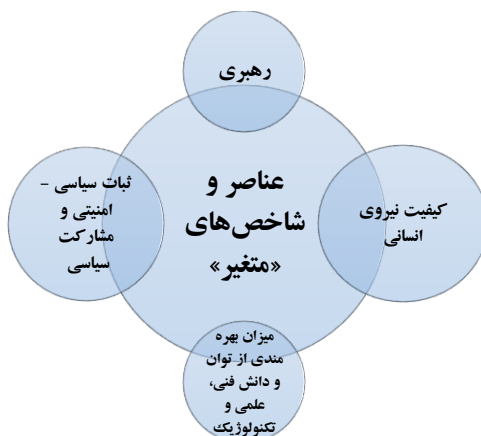 رهبری
عناصر و
شاخص‌های
«متغیر»
کیفیت نیروی
انسانی
میزان بهره
مندی از توان
و دانش فنی،
علمی و
تکنولوژیک
ثبات سیاسی -
امنیتی و
مشارکت
سیاسی